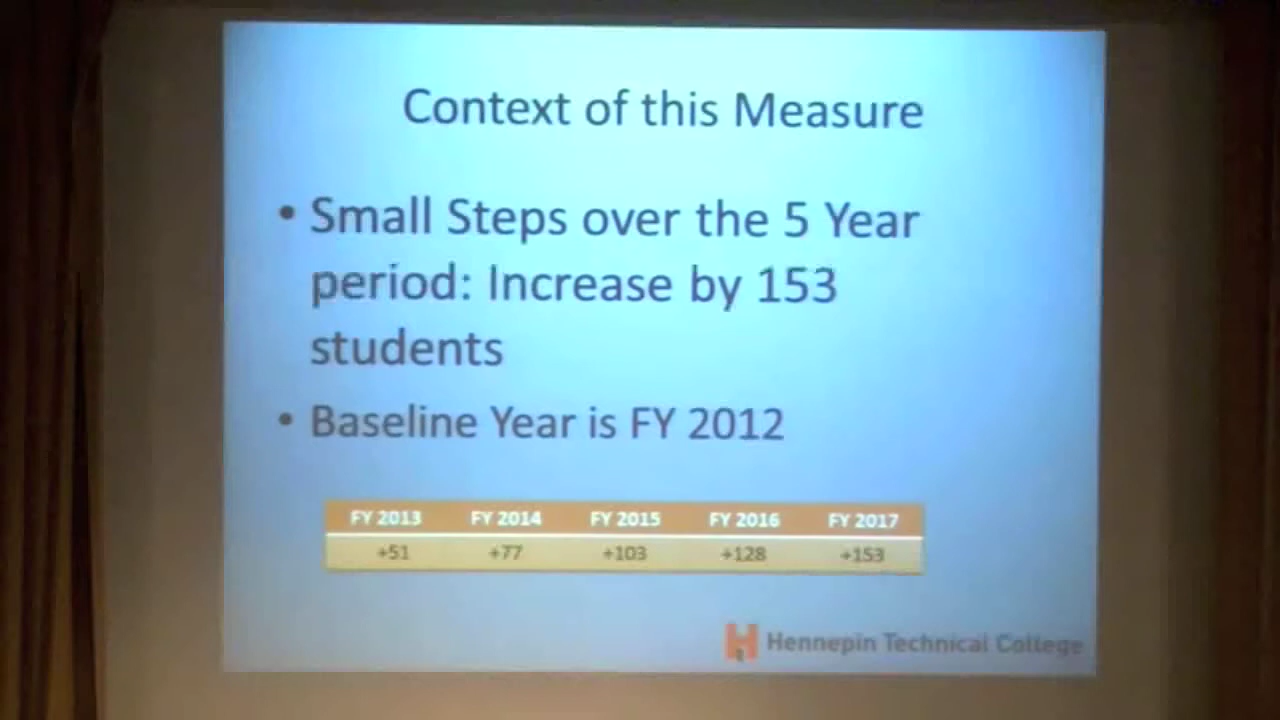 Context of this Measure
• Small Steps over the 5 Year
period: Increase by 153
students
• Baseline Year is FY 2012
FY 2013 FY 2014 FY 2015 FY 2016 FY 2017
+51 +77 +103 +128 +153
Hennepin Technical College